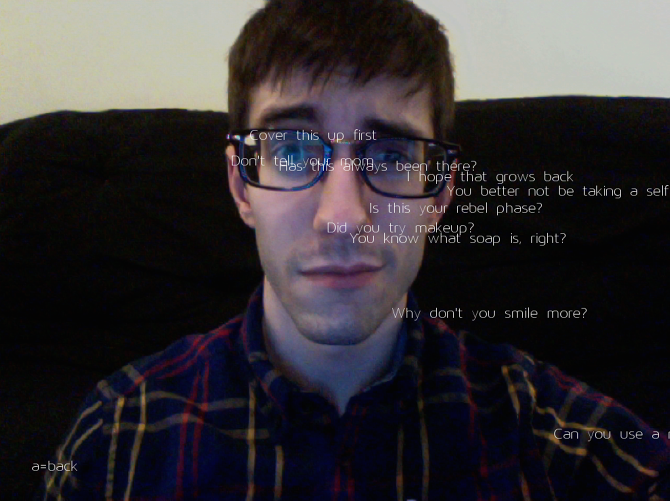 Cover this up first
Don't tell your mom
Has this always been there?
I hope that grows back
You better not be taking a self
Is this your rebel phase?
Did you try makeup?
You know what soap is, right?
Why don't you smile more?
Can you use a
a=back